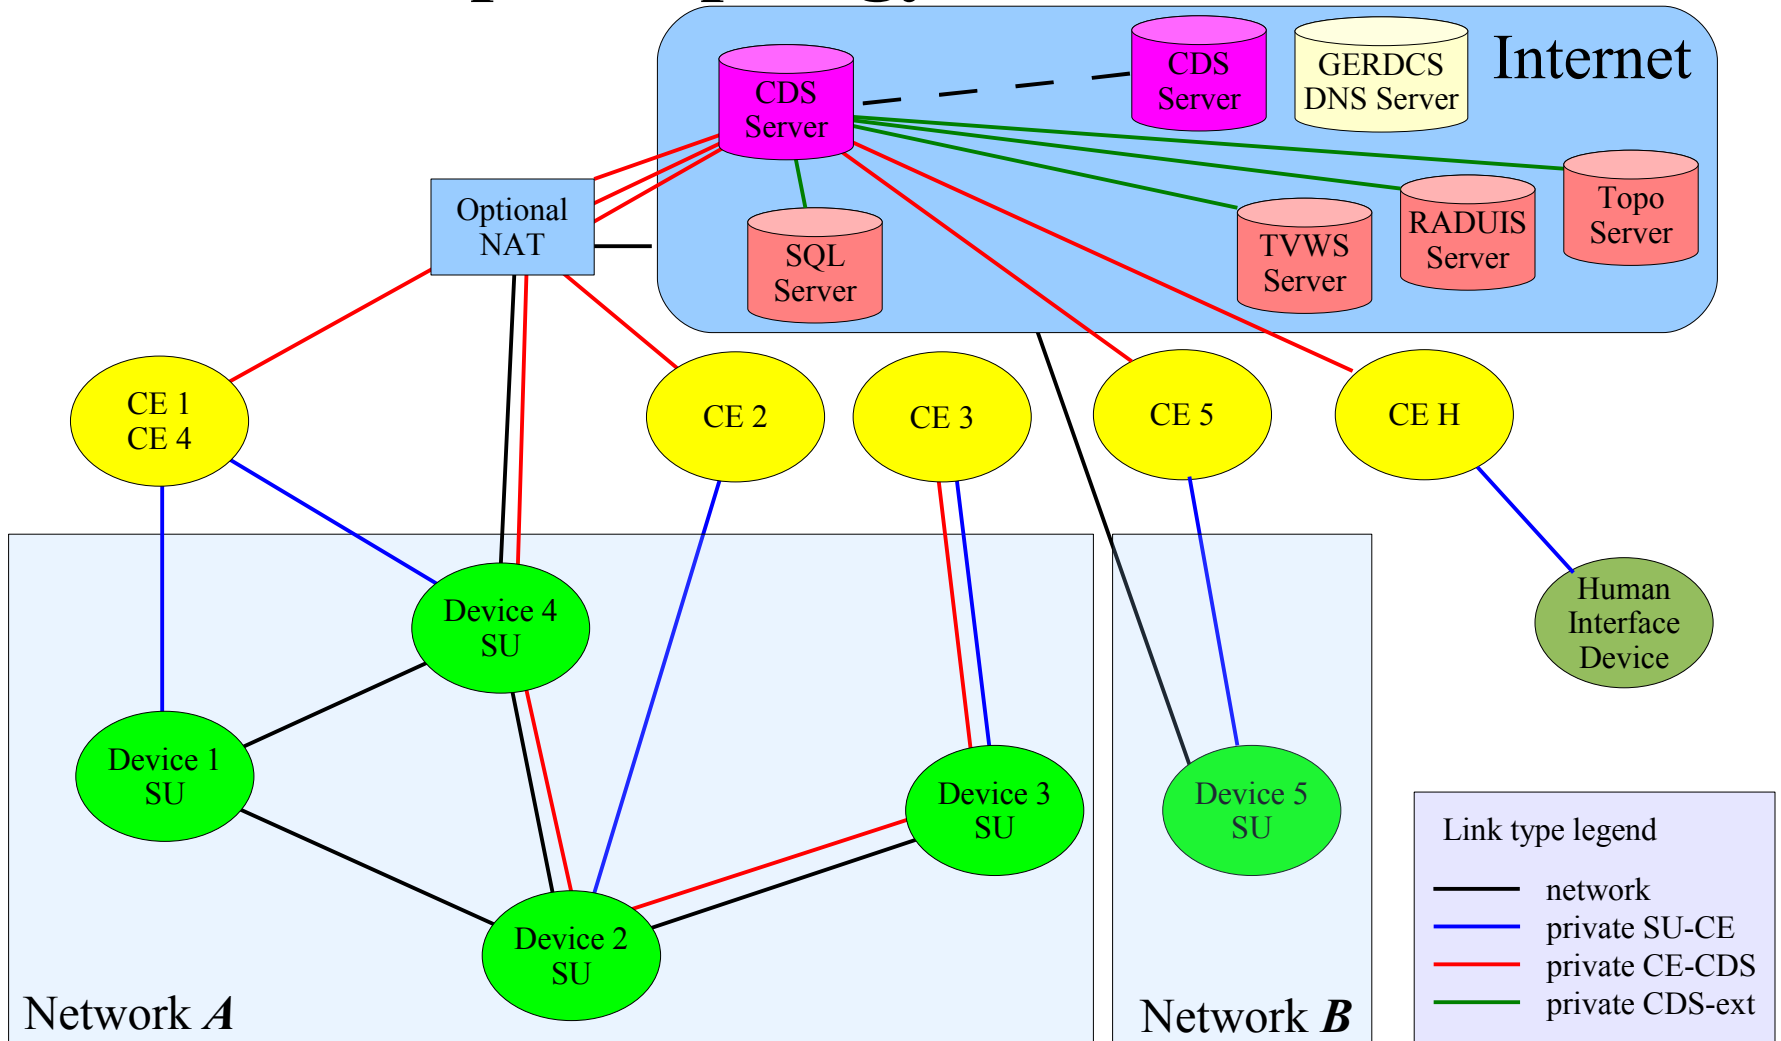 Internet
CDS
Server
CDS
Server
GERDCS
DNS Server
Optional
NAT
SQL
Server
TVWS
Server
RADUIS
Server
Topo
Server
CE 1
CE 4
CE 2
CE 3
CE 5
CE H
Device 4
SU
Human
Interface
Device
Device 1
SU
Device 3
SU
Device 5
SU
Device 2
SU
Network A
Network B
Link type legend
network
private SU-CE
private CE-CDS
private CDS-ext